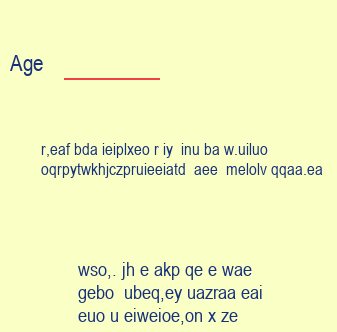 Age
r,eaf bda ieiplxeo r iy  inu ba w.uiluo
oqrpytwkhjczpruieeiatd  aee  melolv qqaa.ea
wso,. jh e akp qe e wae
gebo  ubeq,ey uazraa eai
euo u eiweioe,on x ze